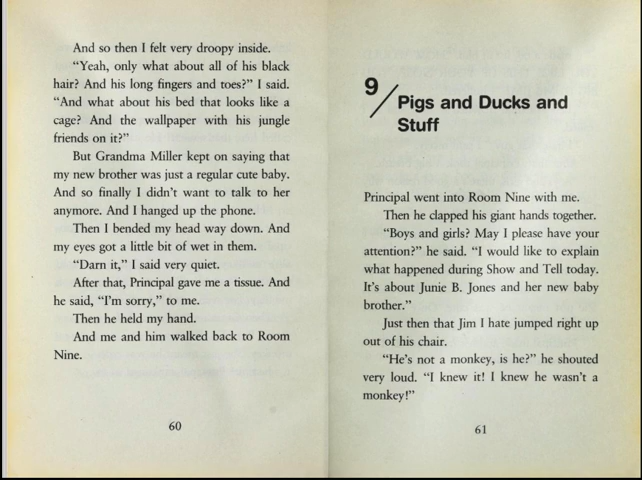 And so then I felt very droopy inside.
“Yeah, only what about all of his black
hair? And his long fingers and toes?” I said.
“And what about his bed that looks like a
cage? And the wallpaper with his jungle
friends on it?”
But Grandma Miller kept on saying that
my new brother was just a regular cute baby.
And so finally I didn’t want to talk to her
anymore. And I hanged up the phone.
Then I bended my head way down. And
my eyes got a little bit of wet in them.
“Darn it,” I said very quiet.
After that, Principal gave me a tissue. And
he said, “I’m sorry,” to me.
Then he held my hand.
And me and him walked back to Room
Nine.
60
9
Pigs and Ducks and
Stuff
Principal went into Room Nine with me.
Then he clapped his giant hands together.
“Boys and girls? May I please have your
attention?” he said. “I would like to explain
what happened during Show and Tell today.
It’s about Junie B. Jones and her new baby
brother.”
Just then that Jim I hate jumped right up
out of his chair.
“He’s not a monkey, is he?” he shouted
very loud. “I knew it! I knew he wasn’t a
monkey!”
61